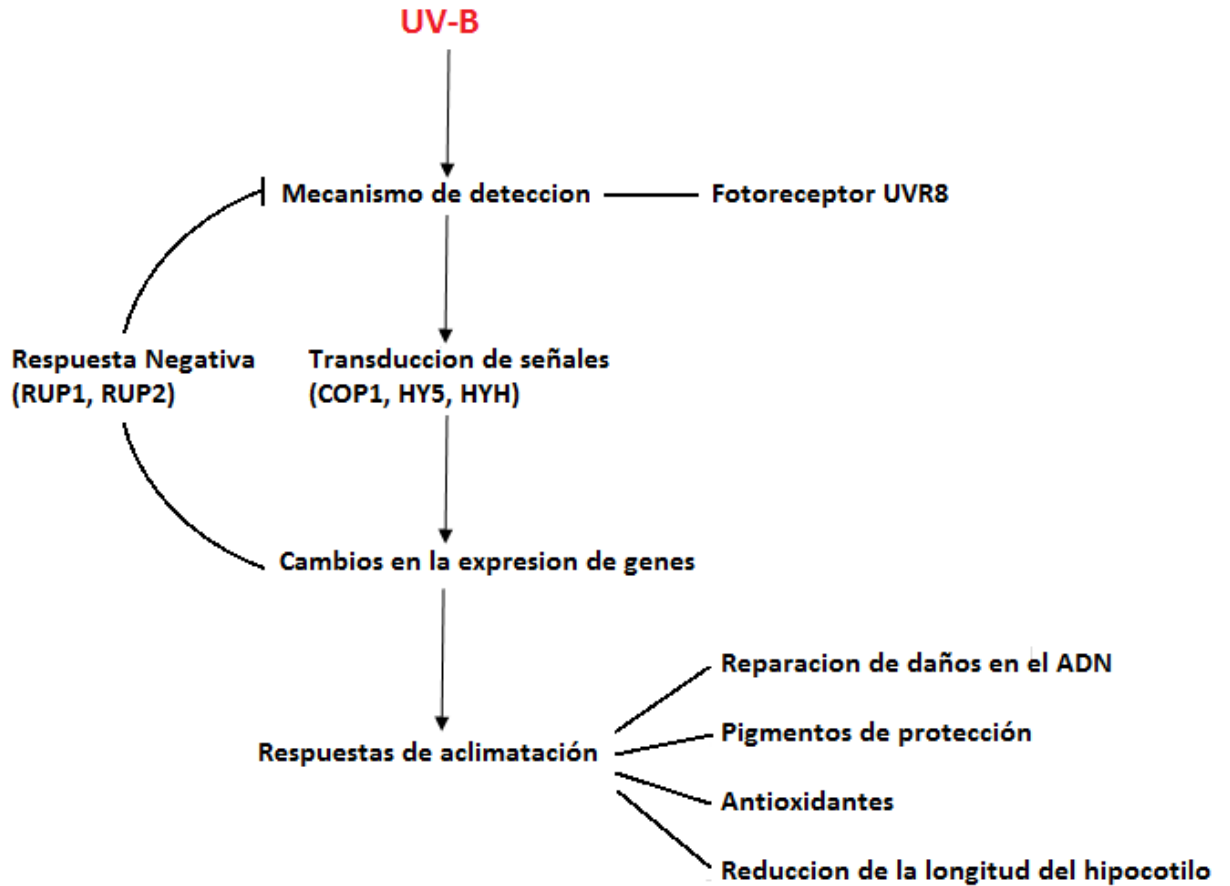 UV-B
Mecanismo de deteccion
Fotoreceptor UVR8
Respuesta Negativa
(RUP1, RUP2)
Transduccion de señales
(COP1, HY5, HYH)
Cambios en la expresion de genes
Respuestas de aclimatación
Reparacion de daños en el ADN
Pigmentos de protección
Antioxidantes
Reduccion de la longitud del hipocotilo